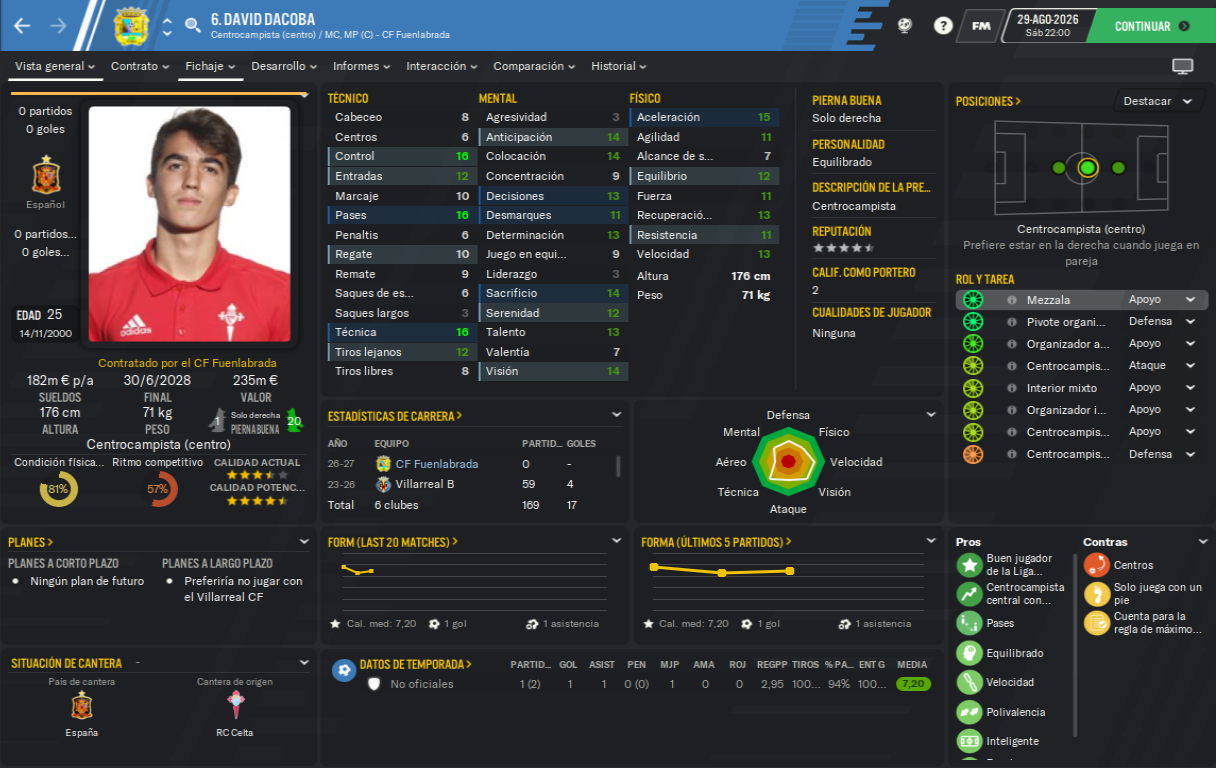 6. DAVID DACOBA
Centrocampista (centro) / MC, MP (C) - CF Fuenlabrada
?
FM
29-AGO-2026
Sáb 22:00
CONTINUAR
Vista general
Contrato
Fichaje
Desarrollo
Informes
Interacción
Comparación
Historial
0 partidos
0 goles
Español
0 partidos...
0 goles...
EDAD 25
14/11/2000
adidas
Contratado por el CF Fuenlabrada
182m € p/a
SUELDOS
30/6/2028
FINAL
235m €
VALOR
176 cm
ALTURA
71 kg
PESO
1
Solo derecha
PIERNA BUENA
20
Centrocampista (centro)
Condición física...
81%
Ritmo competitivo
57%
CALIDAD ACTUAL
CALIDAD POTENC...
TÉCNICO
Cabeceo 8
Centros 6
Control 16
Entradas 12
Marcaje 10
Pases 16
Penaltis 6
Regate 10
Remate 9
Saques de es... 6
Saques largos 3
Técnica 16
Tiros lejanos 12
Tiros libres 8
MENTAL
Agresividad 3
Anticipación 14
Colocación 14
Concentración 9
Decisiones 13
Desmarques 11
Determinación 13
Juego en equi... 9
Liderazgo 3
Sacrificio 14
Serenidad 12
Talento 13
Valentía 7
Visión 14
FÍSICO
Aceleración 15
Agilidad 11
Alcance de s... 7
Equilibrio 12
Fuerza 11
Recuperació... 13
Resistencia 11
Velocidad 13
Altura 176 cm
Peso 71 kg
PIERNA BUENA
Solo derecha
PERSONALIDAD
Equilibrado
DESCRIPCIÓN DE LA PRE...
Centrocampista
REPUTACIÓN
CALIF. COMO PORTERO
2
CUALIDADES DE JUGADOR
Ninguna
POSICIONES >
Destacar
Centrocampista (centro)
Prefiere estar en la derecha cuando juega en
pareja
ROL Y TAREA
Mezzala Apoyo
Pivote organi... Defensa
Organizador a... Apoyo
Centrocampis... Ataque
Interior mixto Apoyo
Organizador i... Apoyo
Centrocampis... Apoyo
Centrocampis... Defensa
ESTADÍSTICAS DE CARRERA >
AÑO EQUIPO PARTID... GOLES
26-27 CF Fuenlabrada 0 -
23-26 Villarreal B 59 4
Total 6 clubes 169 17
Defensa
Mental
Físico
Aéreo
Velocidad
Técnica
Visión
Ataque
PLANES >
PLANES A CORTO PLAZO
• Ningún plan de futuro
PLANES A LARGO PLAZO
• Preferiría no jugar con
el Villarreal CF
FORM (LAST 20 MATCHES) >
Cal. med: 7,20
1 gol
1 asistencia
FORMA (ÚLTIMOS 5 PARTIDOS) >
Cal. med: 7,20
1 gol
1 asistencia
Pros
Buen jugador
de la Liga...
Centrocampista
central con...
Pases
Equilibrado
Velocidad
Polivalencia
Inteligente
Contras
Centros
Solo juega con un
pie
Cuenta para la
regla de máximo...
SITUACIÓN DE CANTERA -
País de cantera
España
Cantera de origen
RC Celta
DATOS DE TEMPORADA >
PARTID... GOL ASIST PEN MJP AMA ROJ REGPP TIROS % PA... ENT G MEDIA
No oficiales 1 (2) 1 1 0 (0) 1 0 0 2,95 100... 94% 100... 7,20